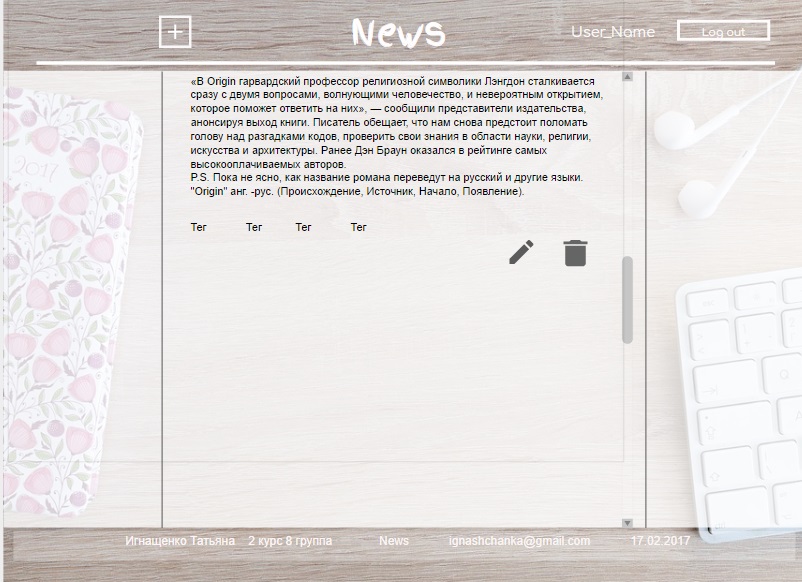 News
User_Name
Log out
«В Origin гарвардский профессор религиозной символики Лэнгдон сталкивается
сразу с двумя вопросами, волнующими человечество, и невероятным открытием,
которое поможет ответить на них», — сообщили представители издательства,
анонсируя выход книги. Писатель обещает, что нам снова предстоит поломать
голову над разгадками кодов, проверить свои знания в области науки, религии,
искусства и архитектуры. Ранее Дэн Браун оказался в рейтинге самых
высокооплачиваемых авторов.
P.S. Пока не ясно, как название романа переведут на русский и другие языки.
"Origin" анг. -рус. (Происхождение, Источник, Начало, Появление).
Тег Тег Тег Тег
2017
Игнащенко Татьяна 2 курс 8 группа News ignashchanka@gmail.com 17.02.2017